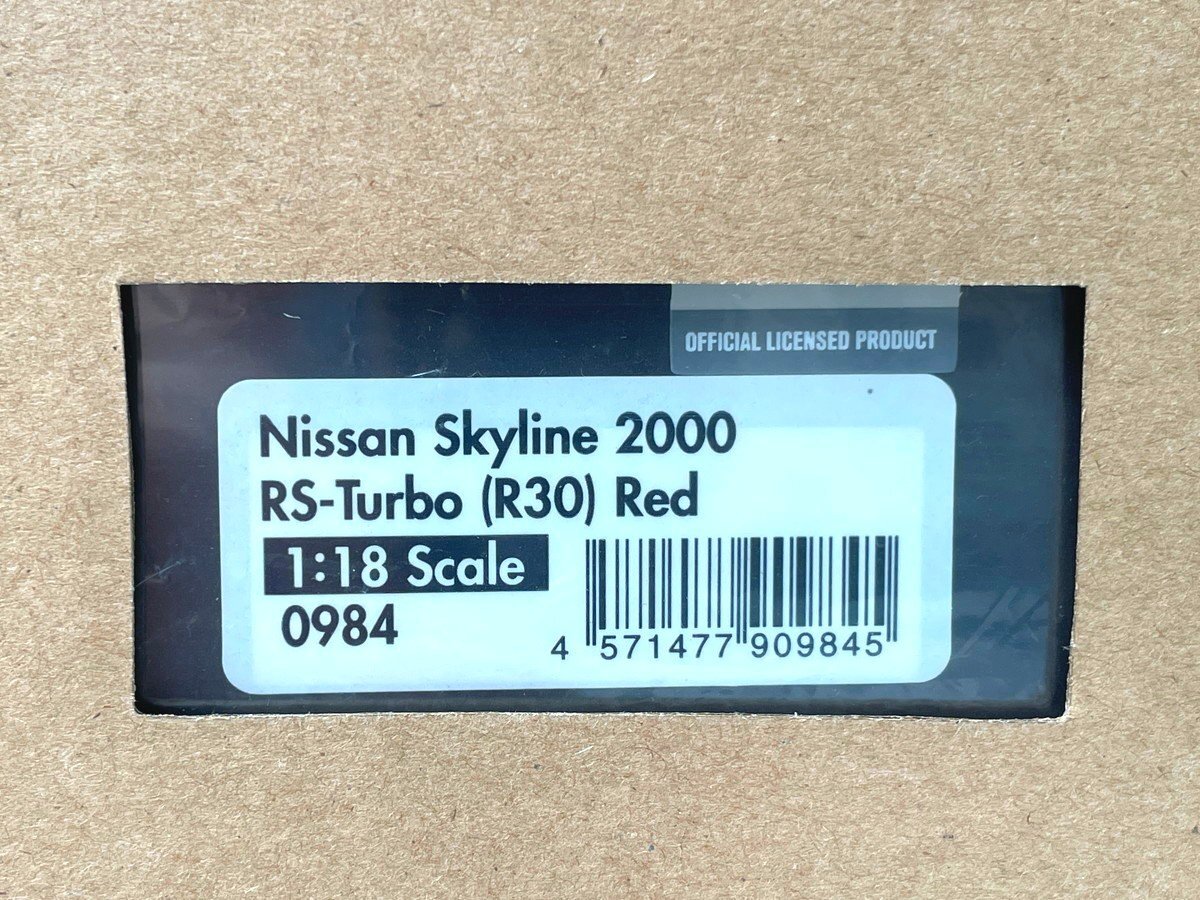 OFFICIAL LICENSED PRODUCT
Nissan Skyline 2000
RS-Turbo (R30) Red
1:18 Scale
0984
4 571477 909845